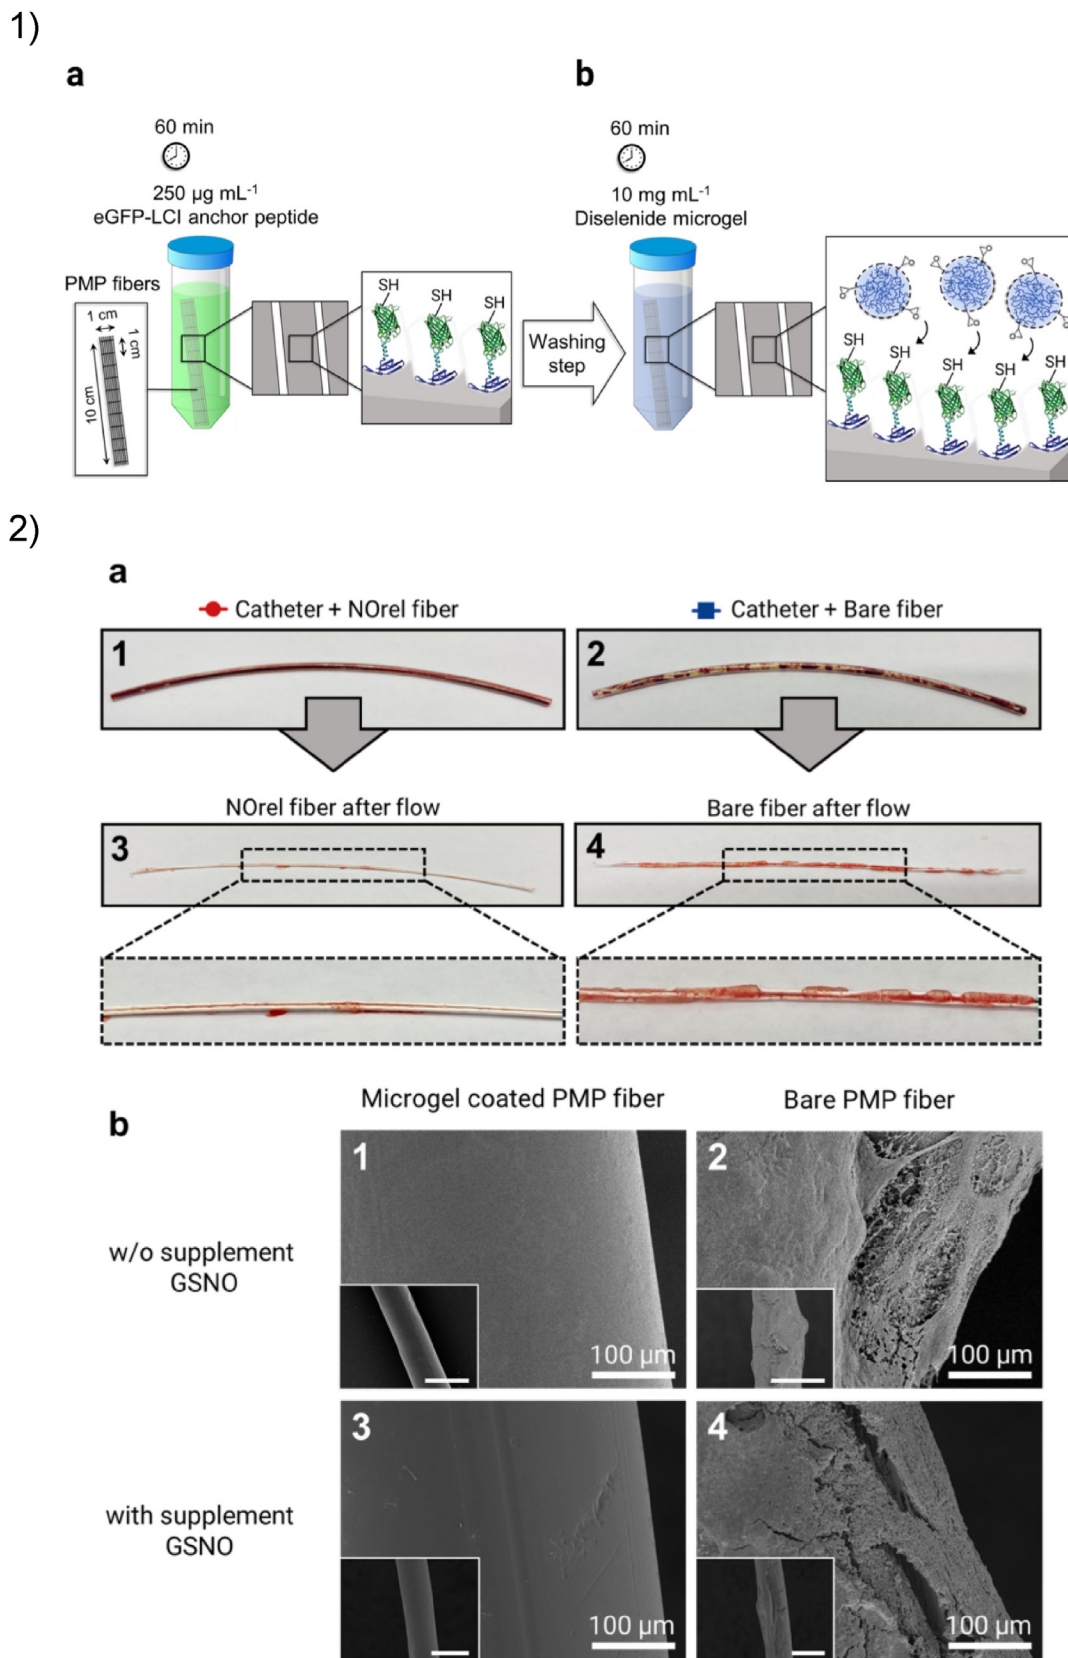 1)
a
b
60 min
60 min
250 µg mL-1
eGFP-LCI anchor peptide
10 mg mL-1
Diselenide microgel
PMP fibers
1 cm
1 cm
10 cm
SH
SH
SH
Washing
step
SH
SH
SH
SH
SH
2)
a
Catheter + NOrel fiber
Catheter + Bare fiber
1
2
NOrel fiber after flow
Bare fiber after flow
3
4
b
Microgel coated PMP fiber
Bare PMP fiber
1
2
w/o supplement
GSNO
100 µm
100 µm
3
4
with supplement
GSNO
100 µm
100 µm